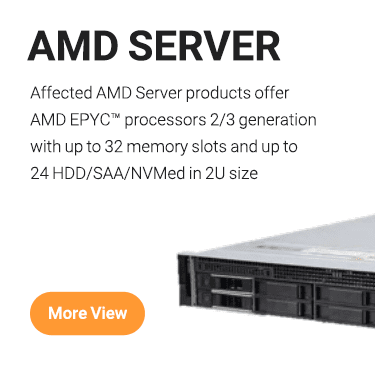 AMD SERVER
Affected AMD Server products offer
AMD EPYC™ processors 2/3 generation
with up to 32 memory slots and up to
24 HDD/SAA/NVMed in 2U size
More View